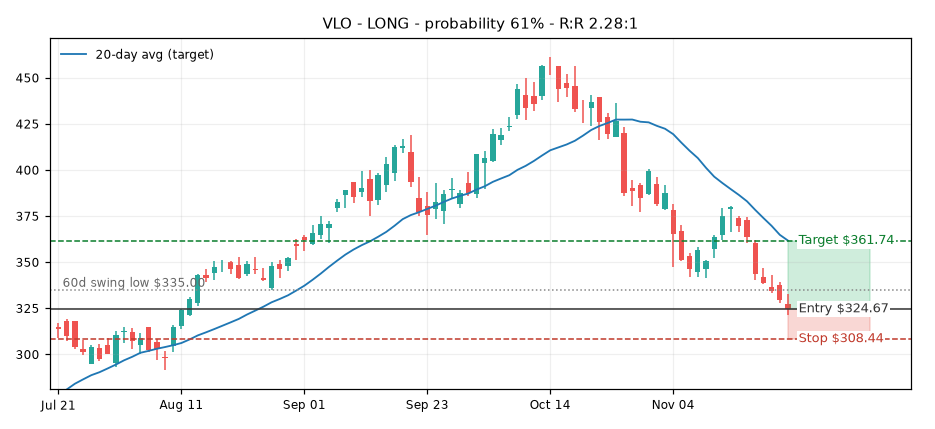 VLO - LONG - probability 61% - R:R 2.28:1
20-day avg (target)
450
425
400
375
350
325
300
Target $361.74
60d swing low $335.00
Entry $324.67
Stop $308.44
Jul 21
Aug 11
Sep 01
Sep 23
Oct 14
Nov 04